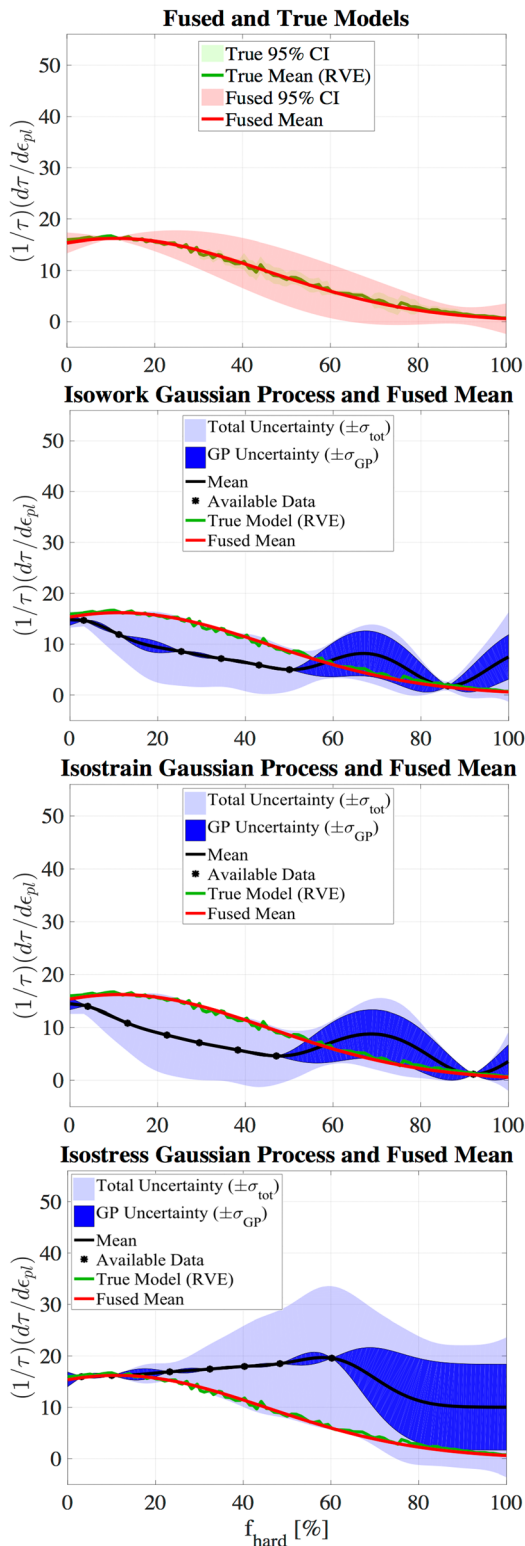 Fused and True Models
50
40
30
20
10
0
(1/τ)(dτ/dϵ_pl)
True 95% CI
True Mean (RVE)
Fused 95% CI
Fused Mean
0 20 40 60 80 100
Isowork Gaussian Process and Fused Mean
50
40
30
20
10
0
(1/τ)(dτ/dϵ_pl)
Total Uncertainty (±σ_tot)
GP Uncertainty (±σ_GP)
Mean
Available Data
True Model (RVE)
Fused Mean
0 20 40 60 80 100
Isostrain Gaussian Process and Fused Mean
50
40
30
20
10
0
(1/τ)(dτ/dϵ_pl)
Total Uncertainty (±σ_tot)
GP Uncertainty (±σ_GP)
Mean
Available Data
True Model (RVE)
Fused Mean
0 20 40 60 80 100
Isostress Gaussian Process and Fused Mean
50
40
30
20
10
0
(1/τ)(dτ/dϵ_pl)
Total Uncertainty (±σ_tot)
GP Uncertainty (±σ_GP)
Mean
Available Data
True Model (RVE)
Fused Mean
0 20 40 60 80 100
f_hard [%]